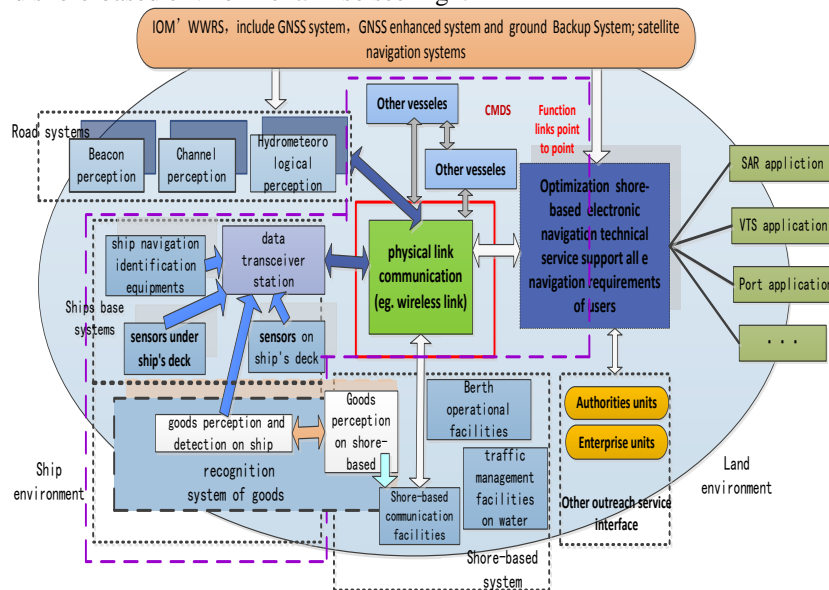 IOM' WWRS, include GNSS system, GNSS enhanced system and ground Backup System; satellite
navigation systems
Road systems
Beacon
perception
Channel
perception
Hydrometeoro
logical
perception
Other vesseles
Other vesseles
CMDS
Function
links point
to point
Optimization shore-
based electronic
navigation technical
service support all e
navigation requirements
of users
SAR appliction
VTS application
Port application
. . .
ship navigation
identification
equipments
data
transceiver
station
physical link
communication
(eg. wireless link)
Ships base
systems
sensors under
ship's deck
sensors on
ship's deck
goods perception and
detection on ship
Goods
perception
on shore-
based
recognition
system of goods
Ship
environment
Berth
operational
facilities
traffic
management
facilities
on water
Shore-based
communication
facilities
Shore-based
system
Authorities units
Enterprise units
Other outreach service
interface
Land
environment